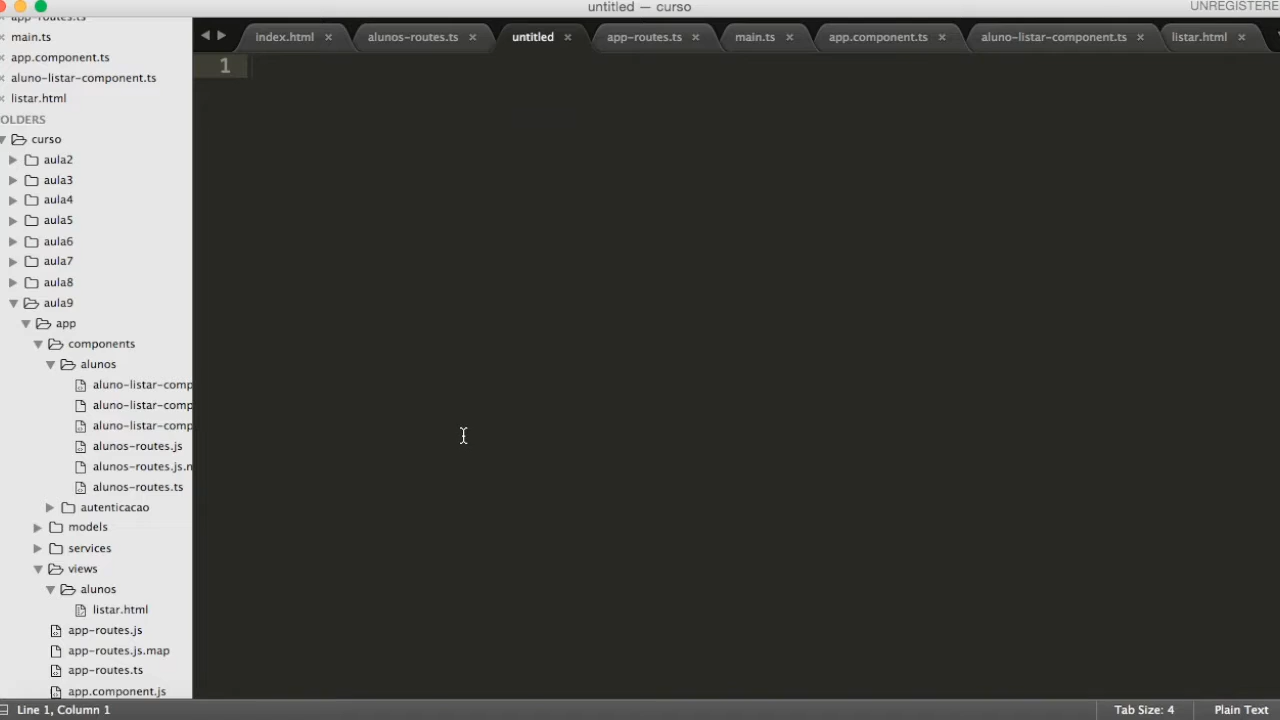 untitled — curso
UNREGISTERE
app-routes.ts
main.ts
app.component.ts
aluno-listar-component.ts
listar.html
OLDERS
curso
aula2
aula3
aula4
aula5
aula6
aula7
aula8
aula9
app
components
alunos
aluno-listar-comp
aluno-listar-comp
aluno-listar-comp
alunos-routes.js
alunos-routes.js.n
alunos-routes.ts
autenticacao
models
services
views
alunos
listar.html
app-routes.js
app-routes.js.map
app-routes.ts
app.component.js
index.html
alunos-routes.ts
untitled
app-routes.ts
main.ts
app.component.ts
aluno-listar-component.ts
listar.html
1
Line 1, Column 1
Tab Size: 4
Plain Text